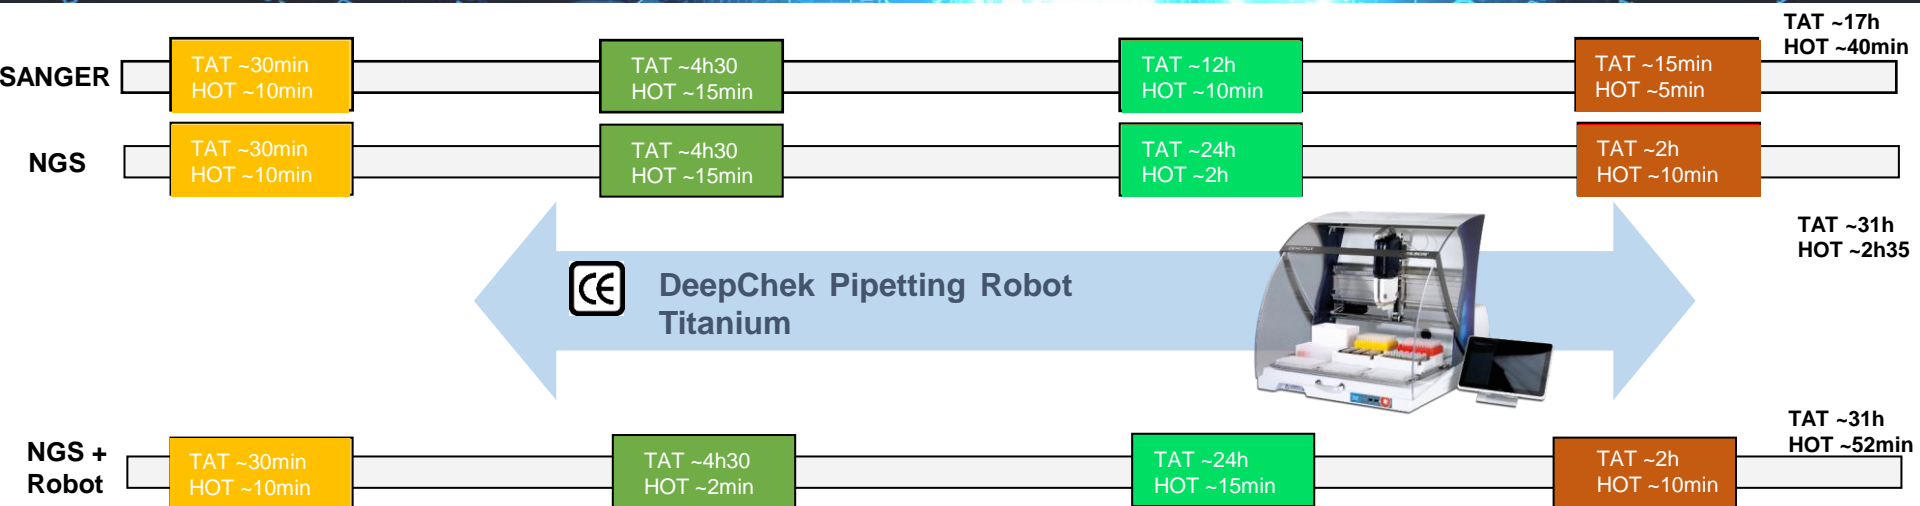 TAT ~17h
HOT ~40min
SANGER
TAT ~30min
HOT ~10min
TAT ~4h30
HOT ~15min
TAT ~12h
HOT ~10min
TAT ~15min
HOT ~5min
NGS
TAT ~30min
HOT ~10min
TAT ~4h30
HOT ~15min
TAT ~24h
HOT ~2h
TAT ~2h
HOT ~10min
TAT ~31h
HOT ~2h35
CE
DeepChek Pipetting Robot
Titanium
TAT ~31h
HOT ~52min
NGS +
Robot
TAT ~30min
HOT ~10min
TAT ~4h30
HOT ~2min
TAT ~24h
HOT ~15min
TAT ~2h
HOT ~10min